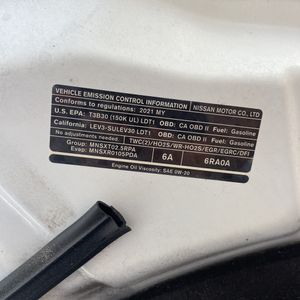 VEHICLE EMISSION CONTROL INFORMATION NISSAN MOTOR CO., LTD
Conforms to regulations: 2021 MY
U.S. EPA: T3B30 (150K UL) LDT1 OBD: CA OBD II Fuel: Gasoline
California: LEV3-SULEV30 LDT1 OBD: CA OBD II Fuel: Gasoline
No adjustments needed. TWC(2)/HO2S/WR-HO2S/EGR/EGRC/DFI
Group: MNSXT02.5RPA
Evap: MNSXR0105PDA 6A 6RA0A
Engine Oil Viscosity: SAE 0W-20